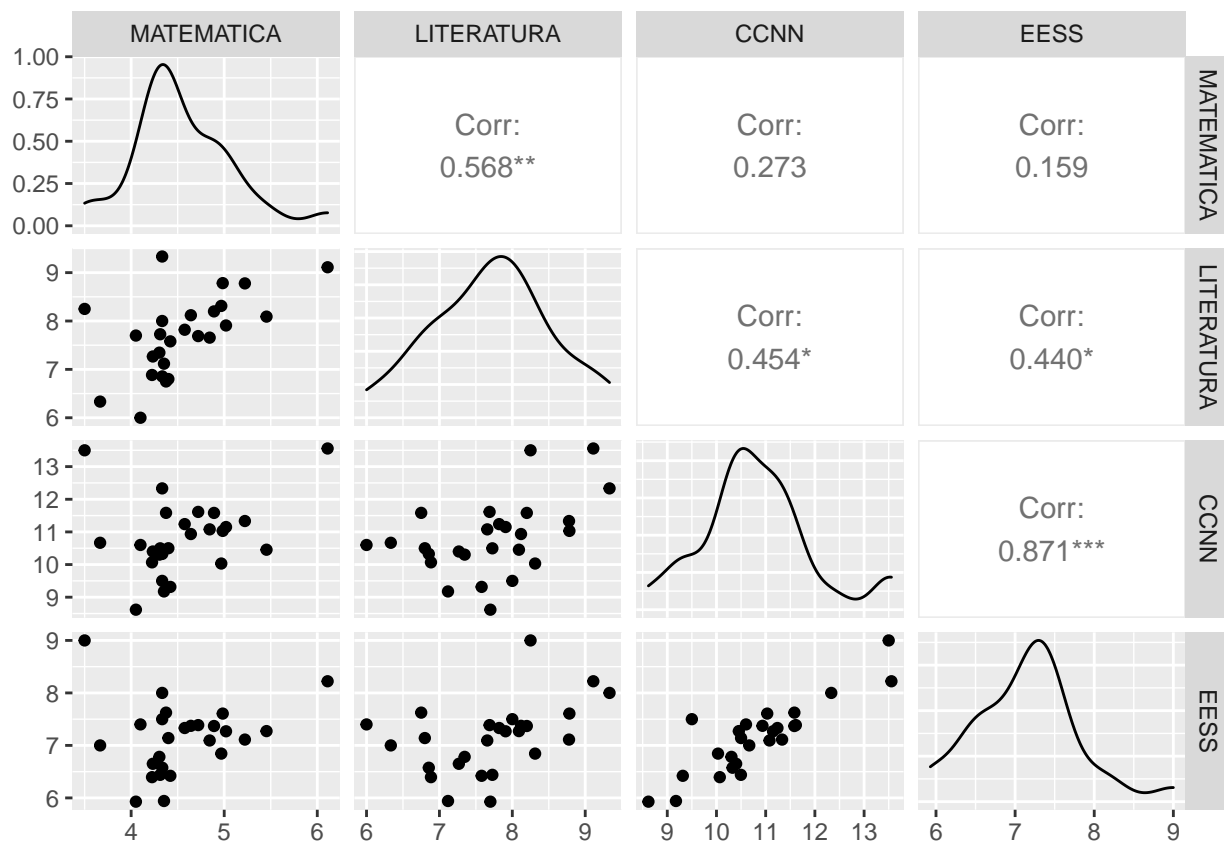 MATEMATICA LITERATURA CCNN EESS
1.00
0.75
0.50
0.25
0.00
Corr:
0.568**
Corr:
0.273
Corr:
0.159
MATEMATICA
9
8
7
6
Corr:
0.454*
Corr:
0.440*
LITERATURA
13
12
11
10
9
Corr:
0.871***
CCNN
9
8
7
6
EESS
4 5 6
6 7 8 9
9 10 11 12 13
6 7 8 9